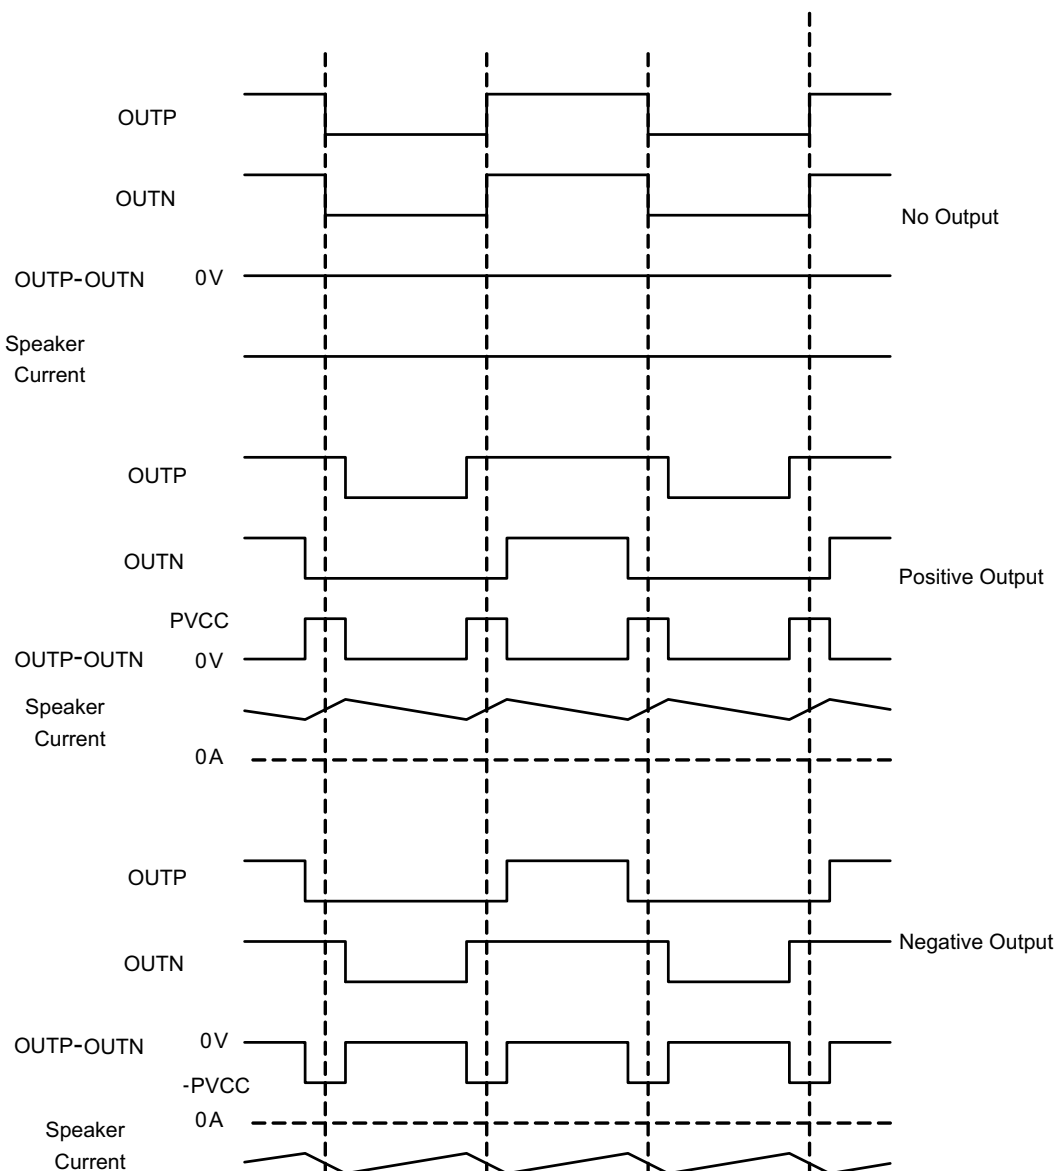 OUTP
OUTN
No Output
OUTP-OUTN 0V
Speaker
Current
OUTP
OUTN
Positive Output
PVCC
OUTP-OUTN 0V
Speaker
Current
0A
OUTP
Negative Output
OUTN
OUTP-OUTN 0V
-PVCC
0A
Speaker
Current